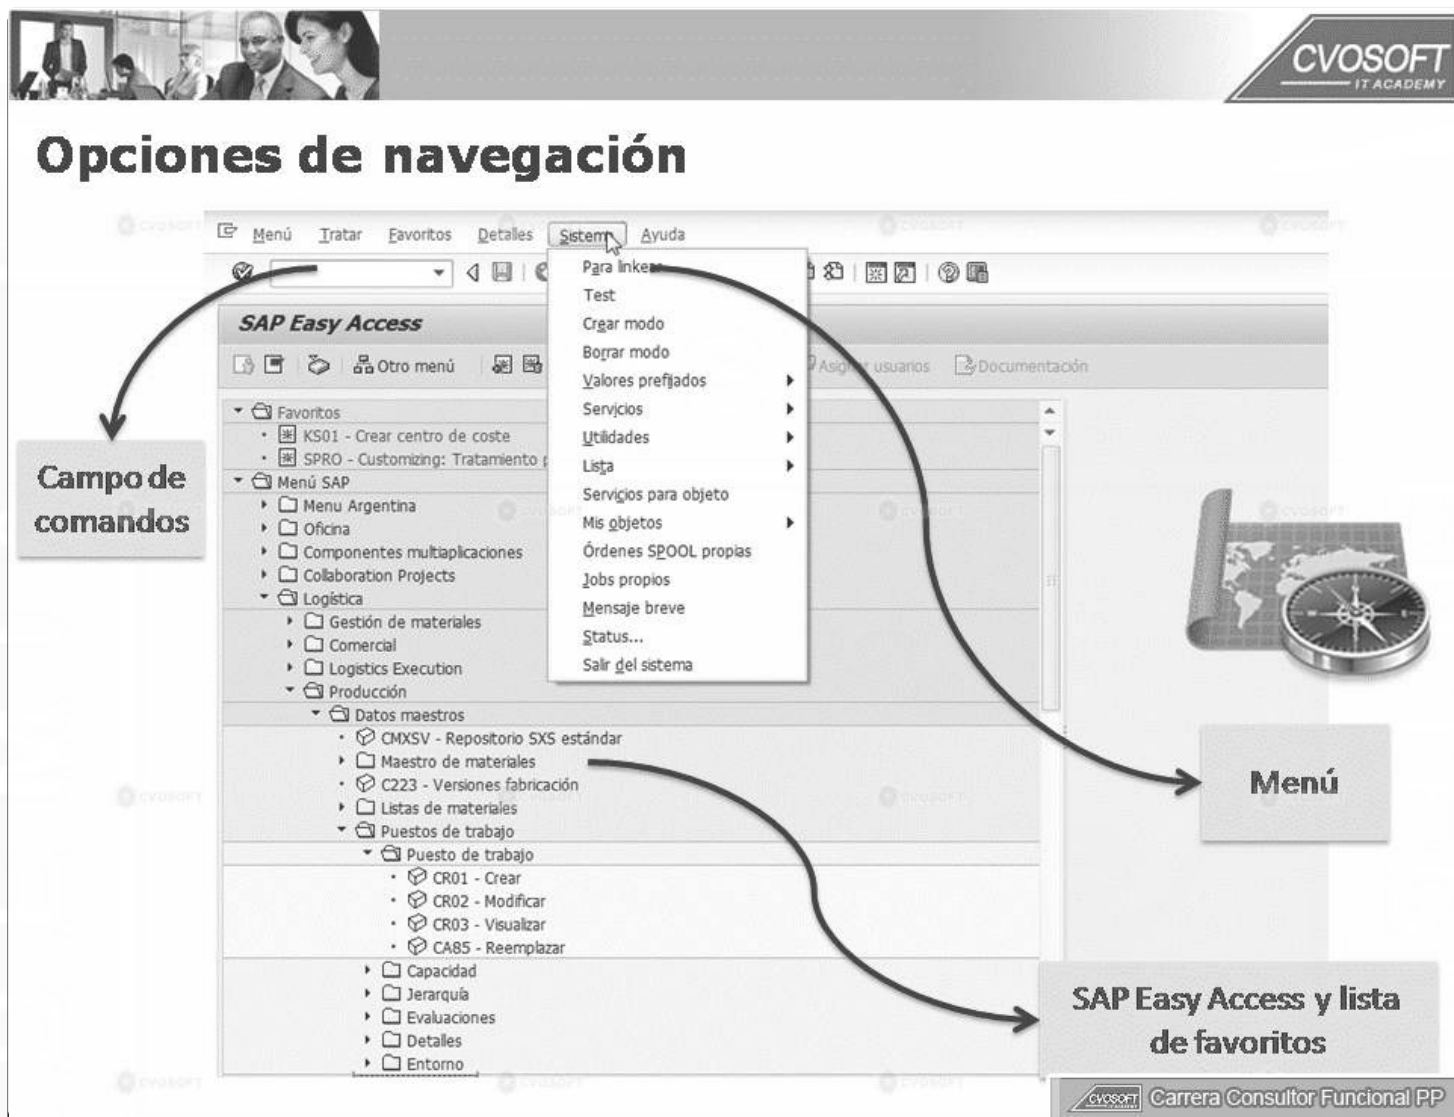 CVOSOFT
IT ACADEMY
Opciones de navegación
Menú Tratar Favoritos Detalles Sistema Ayuda
Para linkear
Test
Crear modo
Borrar modo
Valores prefijados
Servicios
Utilidades
Lista
Servicios para objeto
Mis objetos
Órdenes SPOOL propias
Jobs propios
Mensaje breve
Status...
Salir del sistema
SAP Easy Access
Otro menú
Asignar usuarios Documentación
Favoritos
KS01 - Crear centro de coste
SPRO - Customizing: Tratamiento
Menú SAP
Menu Argentina
Oficina
Componentes multiaplicaciones
Collaboration Projects
Logística
Gestión de materiales
Comercial
Logistics Execution
Producción
Datos maestros
CMXSV - Repositorio SXS estándar
Maestro de materiales
C223 - Versiones fabricación
Listas de materiales
Puestos de trabajo
Puesto de trabajo
CR01 - Crear
CR02 - Modificar
CR03 - Visualizar
CA85 - Reemplazar
Capacidad
Jerarquía
Evaluaciones
Detalles
Entorno
Campo de
comandos
Menú
SAP Easy Access y lista
de favoritos
CVOSOFT Carrera Consultor Funcional PP